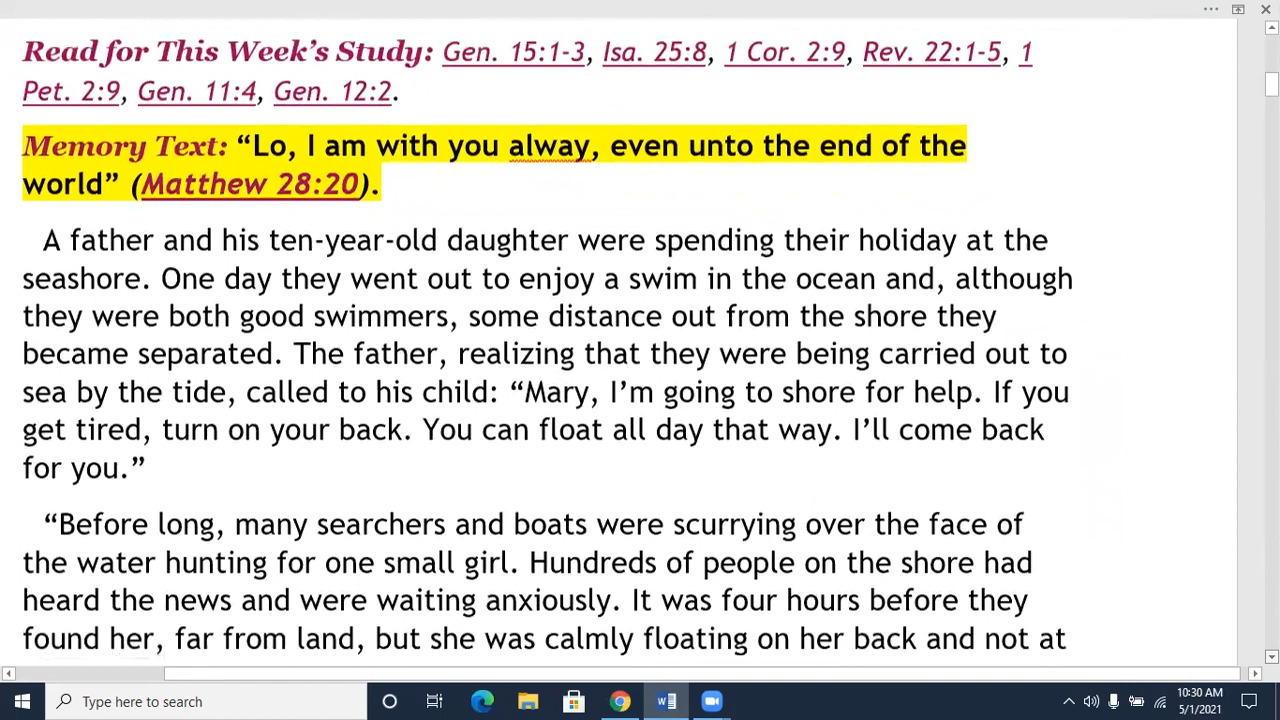 Read for This Week's Study: Gen. 15:1-3, Isa. 25:8, 1 Cor. 2:9, Rev. 22:1-5, 1
Pet. 2:9, Gen. 11:4, Gen. 12:2.
Memory Text: “Lo, I am with you alway, even unto the end of the
world” (Matthew 28:20).
A father and his ten-year-old daughter were spending their holiday at the
seashore. One day they went out to enjoy a swim in the ocean and, although
they were both good swimmers, some distance out from the shore they
became separated. The father, realizing that they were being carried out to
sea by the tide, called to his child: “Mary, I’m going to shore for help. If you
get tired, turn on your back. You can float all day that way. I’ll come back
for you.”
“Before long, many searchers and boats were scurrying over the face of
the water hunting for one small girl. Hundreds of people on the shore had
heard the news and were waiting anxiously. It was four hours before they
found her, far from land, but she was calmly floating on her back and not at
Type here to search
10:30 AM
5/1/2021